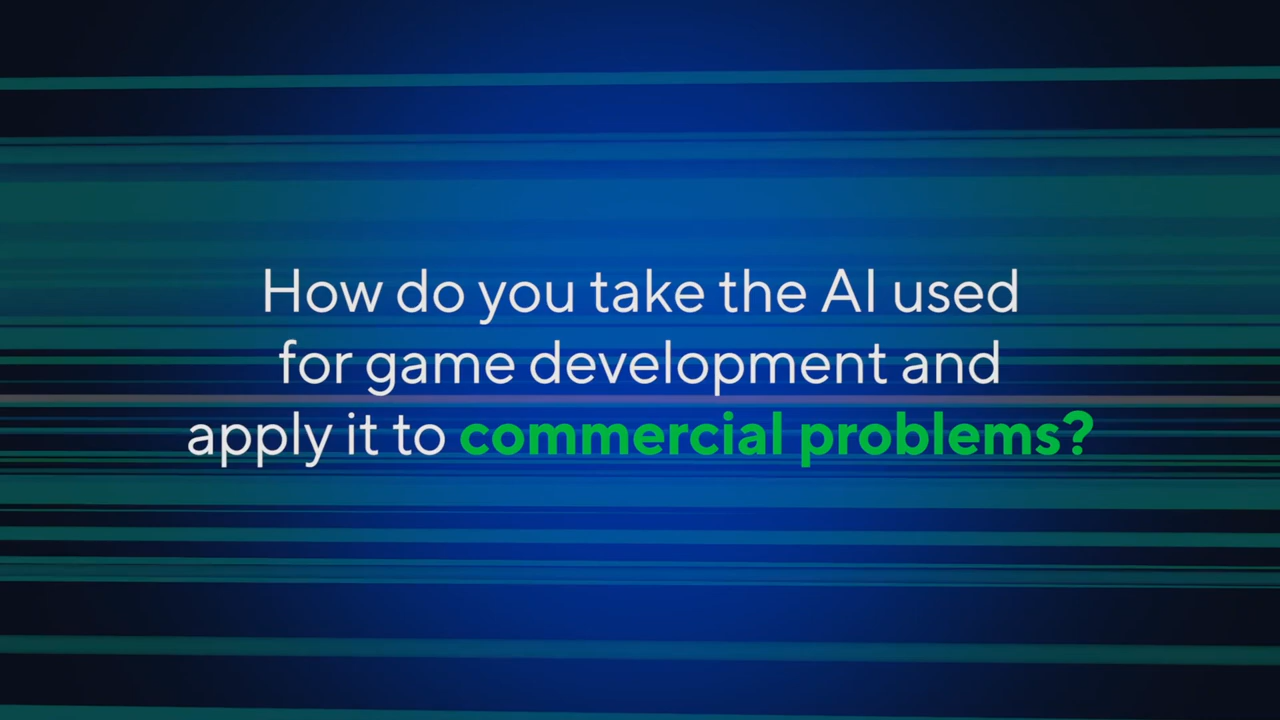 How do you take the AI used
for game development and
apply it to commercial problems?